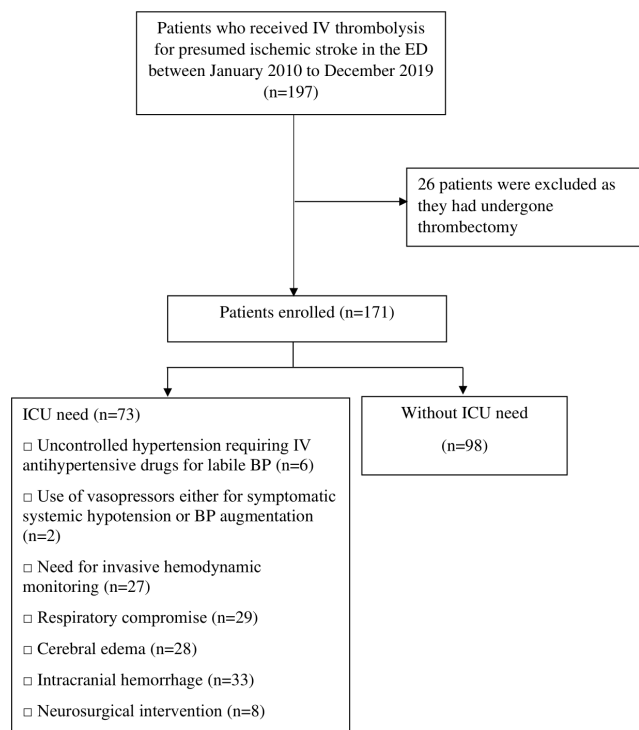 Patients who received IV thrombolysis
for presumed ischemic stroke in the ED
between January 2010 to December 2019
(n=197)
26 patients were excluded as
they had undergone
thrombectomy
Patients enrolled (n=171)
ICU need (n=73)
□ Uncontrolled hypertension requiring IV
antihypertensive drugs for labile BP (n=6)
□ Use of vasopressors either for symptomatic
systemic hypotension or BP augmentation
(n=2)
□ Need for invasive hemodynamic
monitoring (n=27)
□ Respiratory compromise (n=29)
□ Cerebral edema (n=28)
□ Intracranial hemorrhage (n=33)
□ Neurosurgical intervention (n=8)
Without ICU need
(n=98)